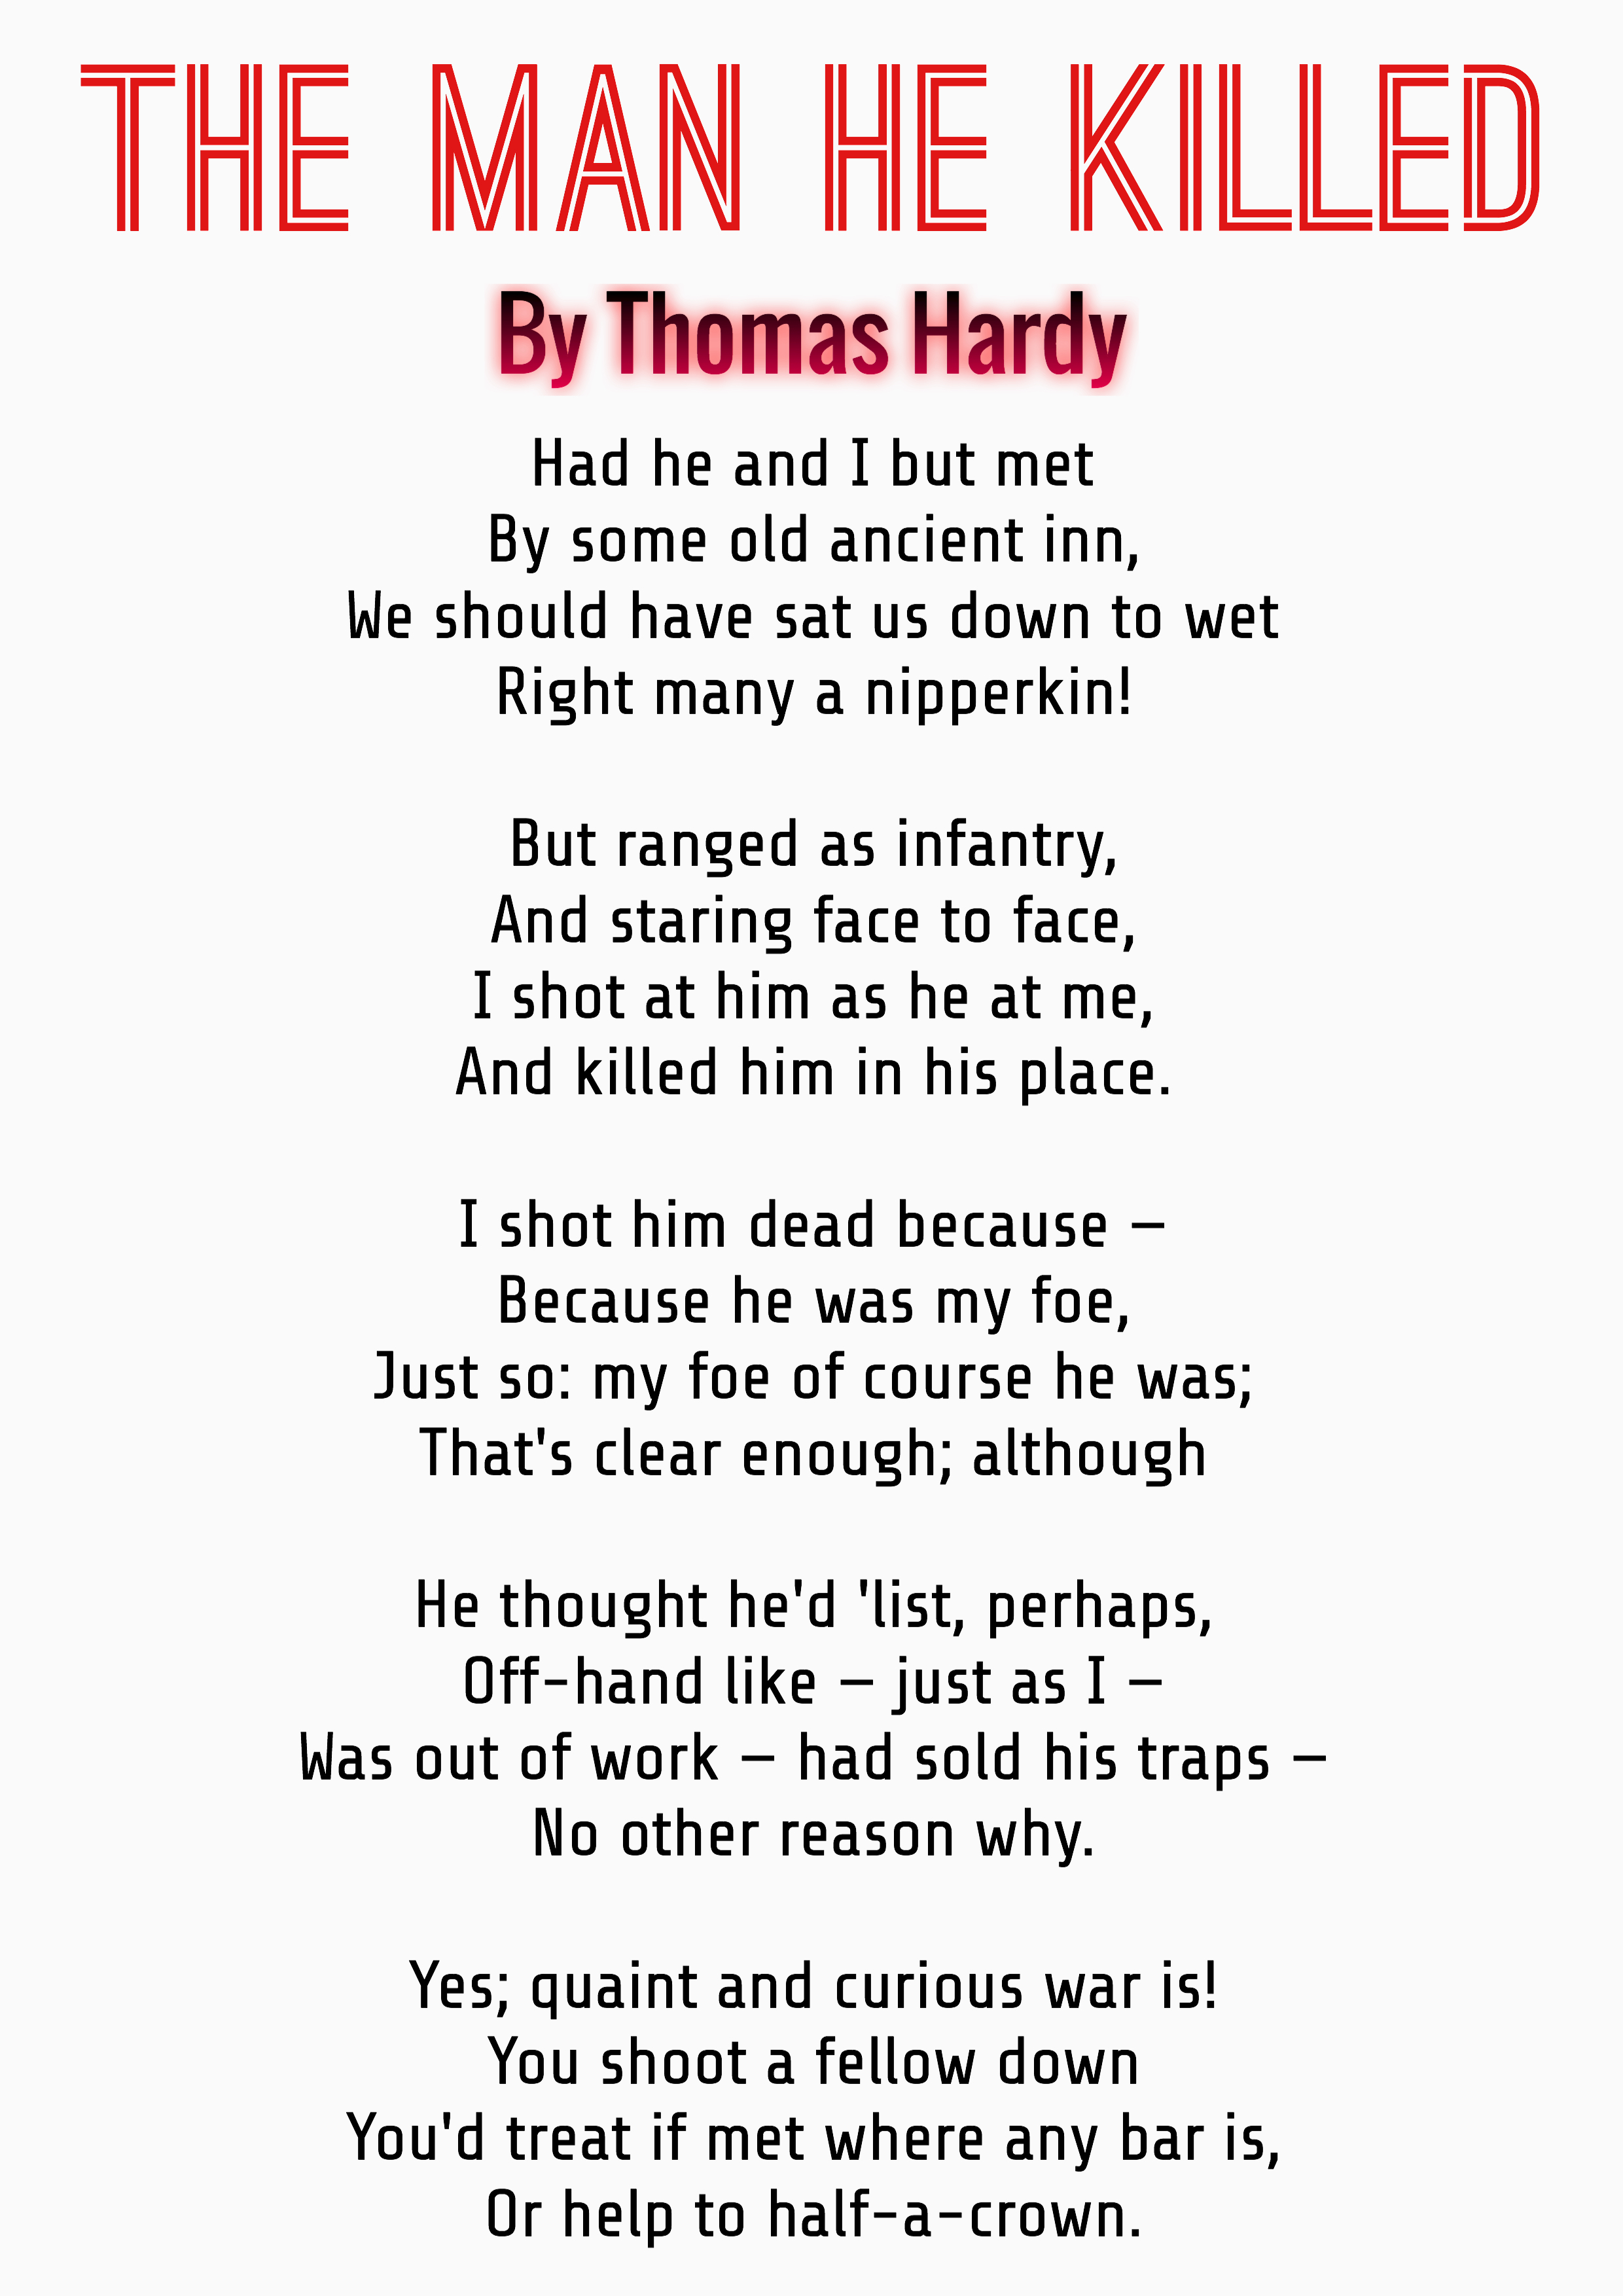 THE MAN HE KILLED
By Thomas Hardy
Had he and I but met
By some old ancient inn,
We should have sat us down to wet
Right many a nipperkin!
But ranged as infantry,
And staring face to face,
I shot at him as he at me,
And killed him in his place.
I shot him dead because –
Because he was my foe,
Just so: my foe of course he was;
That's clear enough; although
He thought he'd 'list, perhaps,
Off-hand like – just as I –
Was out of work – had sold his traps –
No other reason why.
Yes; quaint and curious war is!
You shoot a fellow down
You'd treat if met where any bar is,
Or help to half-a-crown.